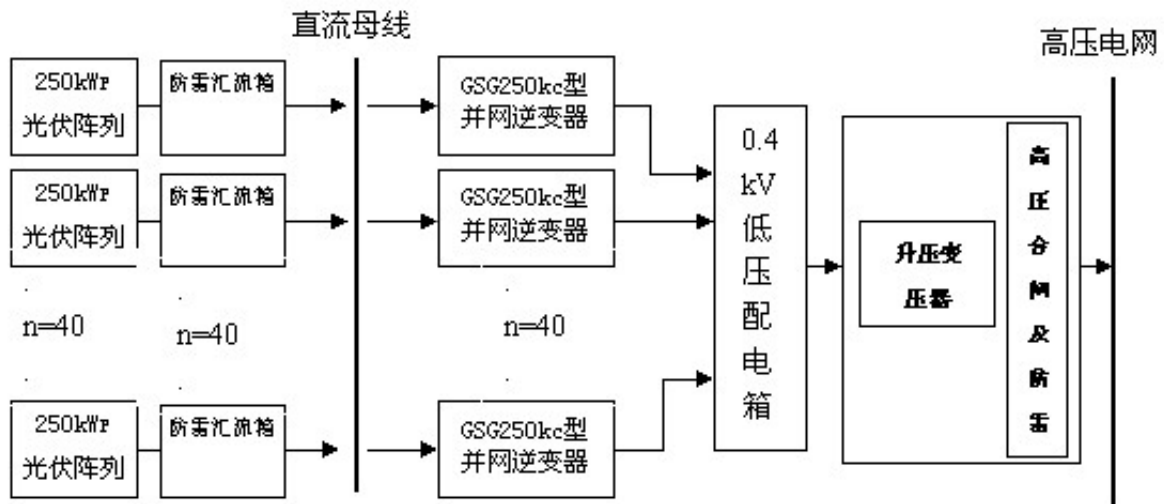 直流母线
高压电网
250kWP
光伏阵列
防雷汇流箱
GSG250kc型
并网逆变器
250kWP
光伏阵列
防雷汇流箱
GSG250kc型
并网逆变器
n=40
n=40
n=40
250kWP
光伏阵列
防雷汇流箱
GSG250kc型
并网逆变器
0.4
kV
低
压
配
电
箱
升压变
压器
高
压
合
闸
及
防
雷